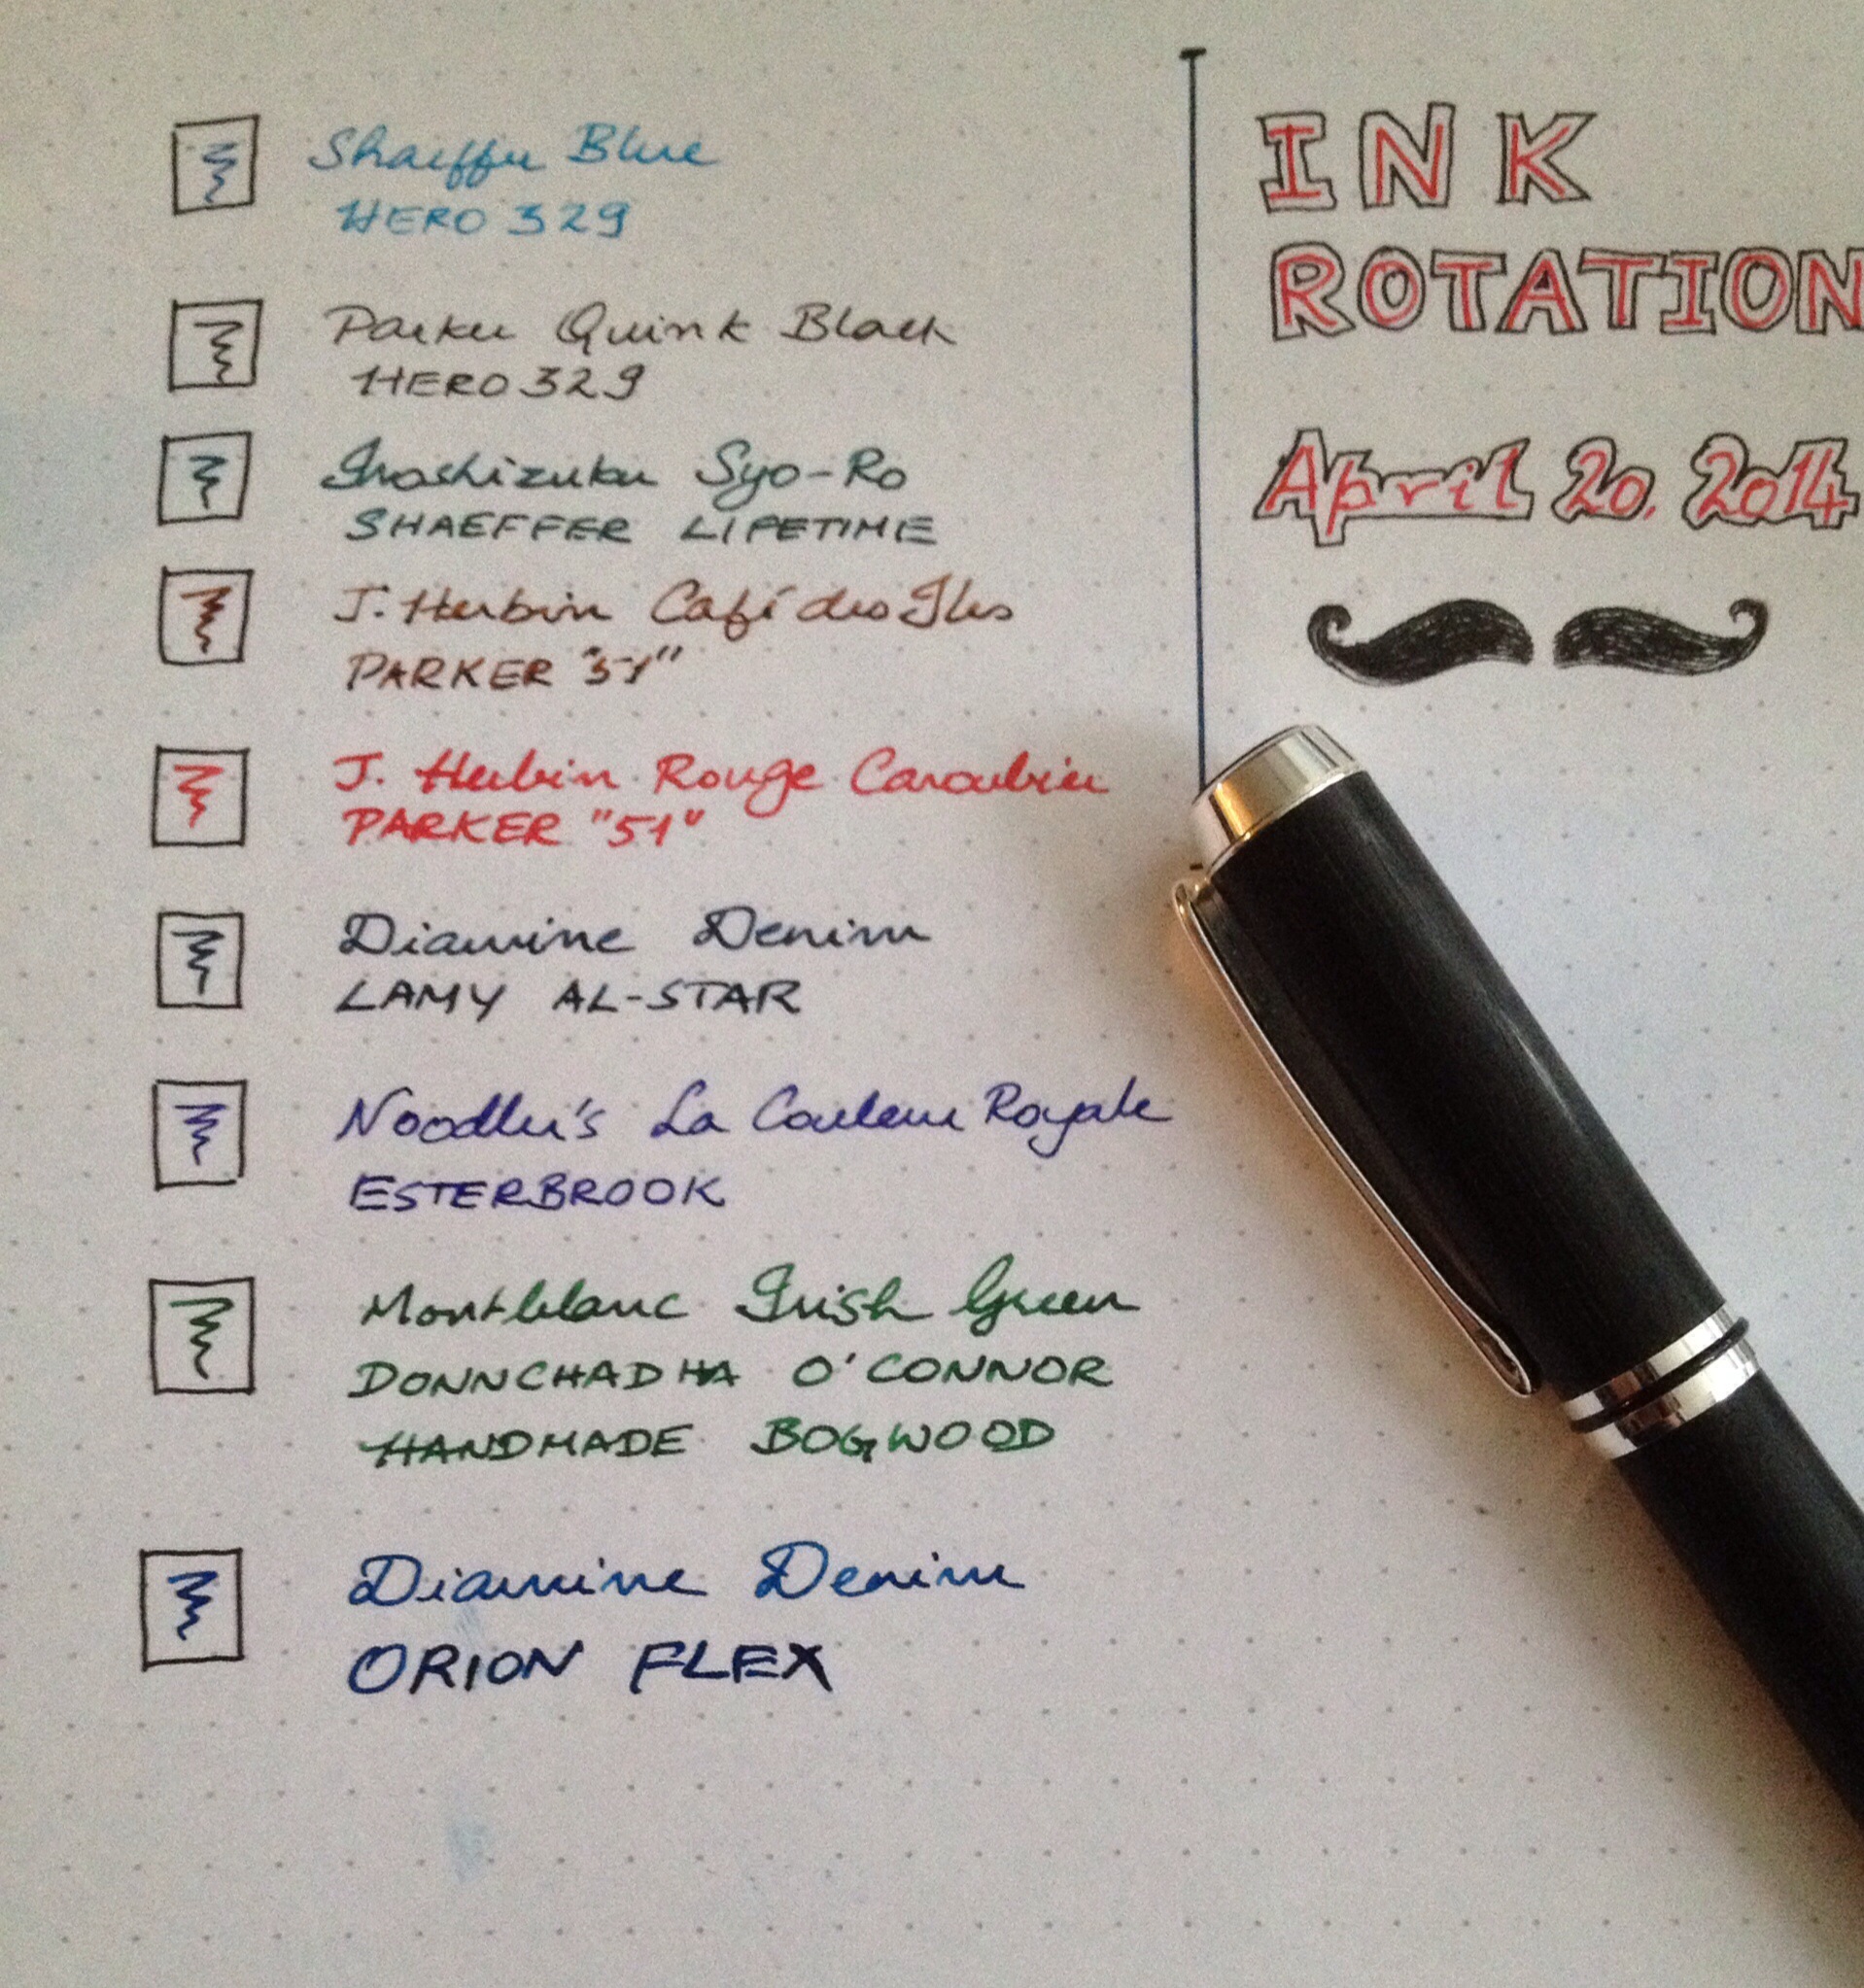 Shaeffer Blue
HERO 329
Parker Quink Black
HERO 329
Iroshizuku Syo-Ro
SHAEFFER LIFETIME
J. Herbin Café des Iles
PARKER "51"
J. Herbin Rouge Caroubier
PARKER "51"
Diamine Denim
LAMY AL-STAR
Noodler's La Couleur Royale
ESTERBROOK
Montblanc Irish Green
DONNCHADHA O'CONNOR
HANDMADE BOGWOOD
Diamine Denim
ORION FLEX
INK
ROTATION
April 20, 2014